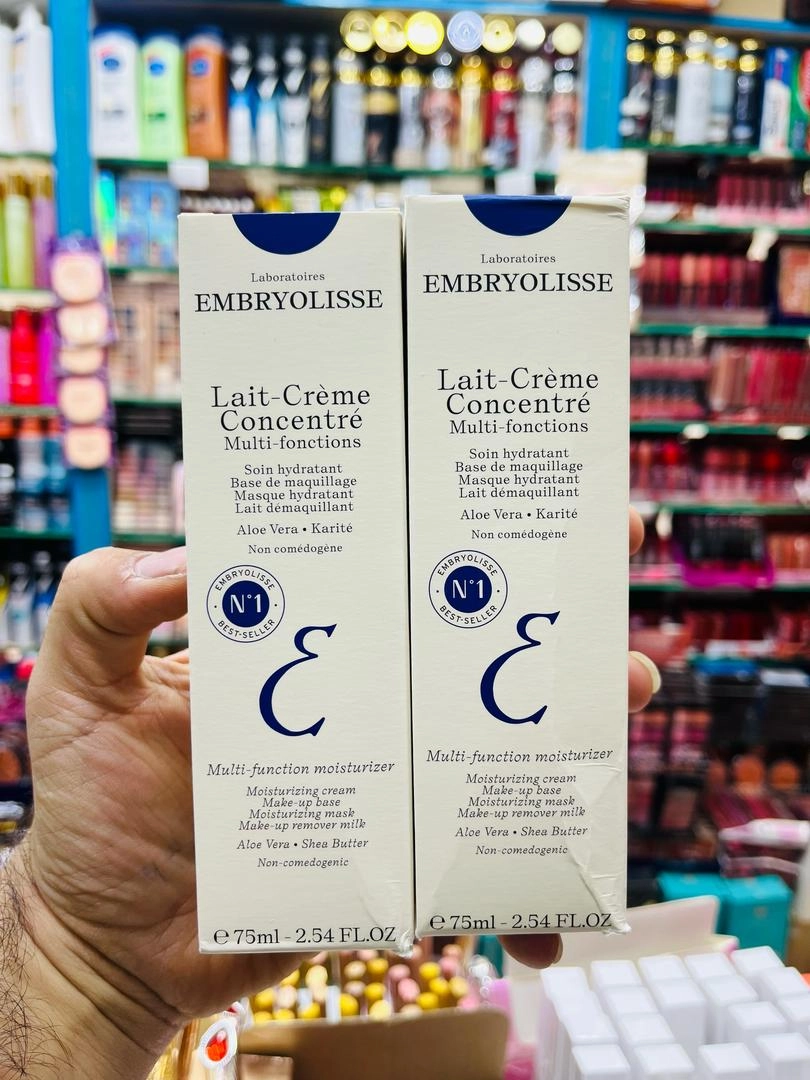 Laboratoires
EMBRYOLISSE
Lait-Crème
Concentré
Multi-fonctions
Soin hydratant
Base de maquillage
Masque hydratant
Lait démaquillant
Aloe Vera • Karité
Non comédogène
EMBRYOLISSE
N°1
BEST-SELLER
Multi-function moisturizer
Moisturizing cream
Make-up base
Moisturizing mask
Make-up remover milk
Aloe Vera • Shea Butter
Non-comedogenic
℮ 75ml - 2.54 FL.OZ
Laboratoires
EMBRYOLISSE
Lait-Crème
Concentré
Multi-fonctions
Soin hydratant
Base de maquillage
Masque hydratant
Lait démaquillant
Aloe Vera • Karité
Non comédogène
EMBRYOLISSE
N°1
BEST-SELLER
Multi-function moisturizer
Moisturizing cream
Make-up base
Moisturizing mask
Make-up remover milk
Aloe Vera • Shea Butter
Non-comedogenic
℮ 75ml - 2.54 FL.OZ